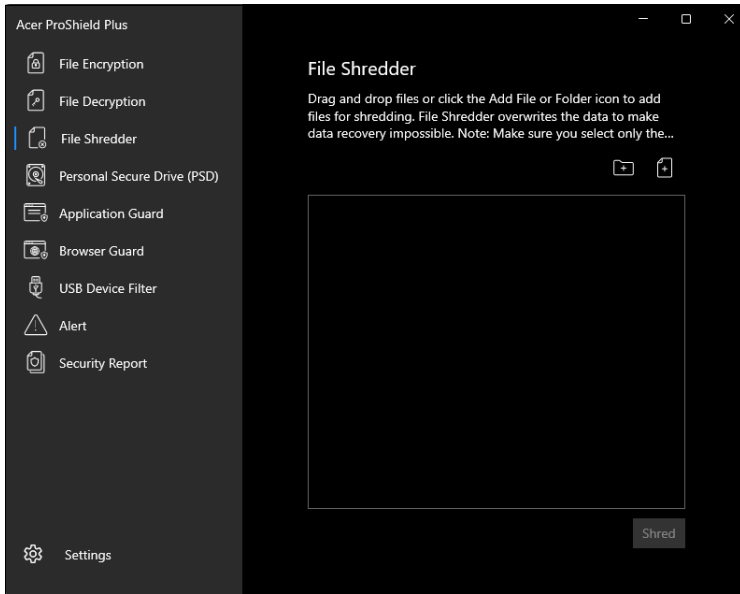 Acer ProShield Plus
File Encryption
File Decryption
File Shredder
Personal Secure Drive (PSD)
Application Guard
Browser Guard
USB Device Filter
Alert
Security Report
Settings
File Shredder
Drag and drop files or click the Add File or Folder icon to add
files for shredding. File Shredder overwrites the data to make
data recovery impossible. Note: Make sure you select only the...
Shred